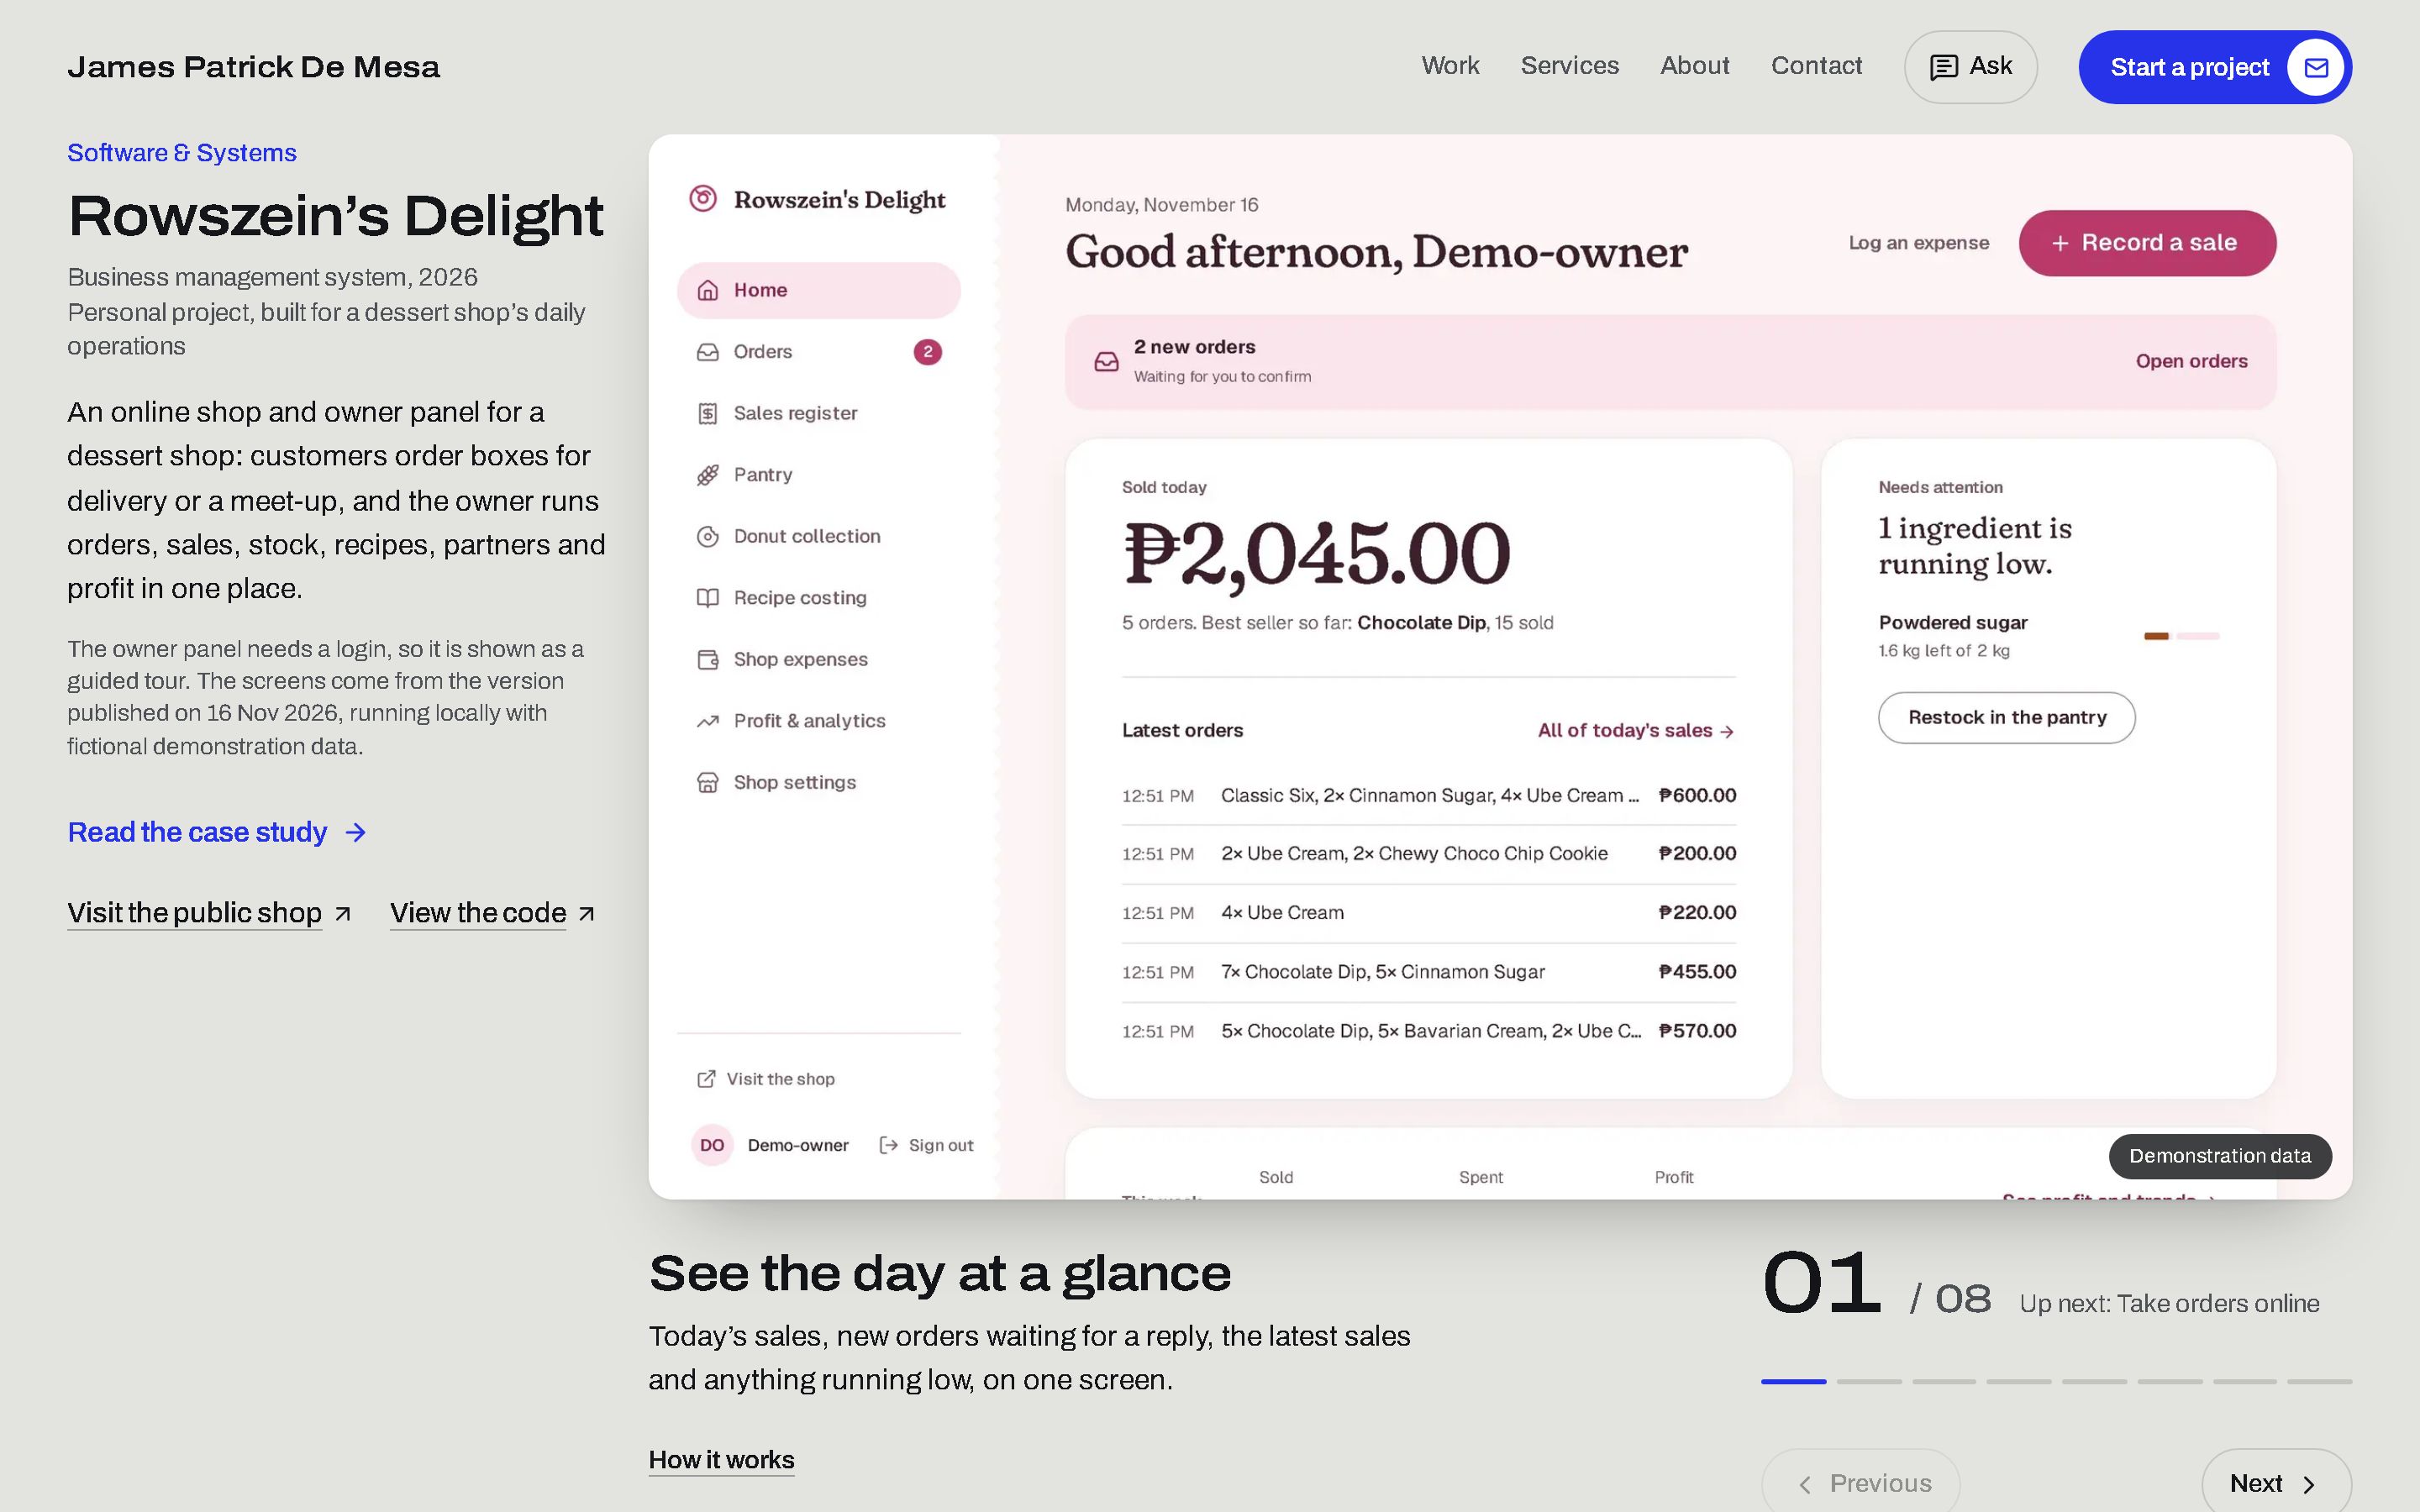 James Patrick De Mesa
Work
Services
About
Contact
Ask
Start a project
Software & Systems
Rowszein’s Delight
Business management system, 2026
Personal project, built for a dessert shop’s daily
operations
An online shop and owner panel for a
dessert shop: customers order boxes for
delivery or a meet-up, and the owner runs
orders, sales, stock, recipes, partners and
profit in one place.
The owner panel needs a login, so it is shown as a
guided tour. The screens come from the version
published on 16 Nov 2026, running locally with
fictional demonstration data.
Read the case study →
Visit the public shop ↗
View the code ↗
Rowszein's Delight
Home
Orders 2
Sales register
Pantry
Donut collection
Recipe costing
Shop expenses
Profit & analytics
Shop settings
Visit the shop
DO Demo-owner
Sign out
Monday, November 16
Good afternoon, Demo-owner
Log an expense
+ Record a sale
2 new orders
Waiting for you to confirm
Open orders
Sold today
₱2,045.00
5 orders. Best seller so far: Chocolate Dip, 15 sold
Latest orders
All of today's sales →
12:51 PM Classic Six, 2× Cinnamon Sugar, 4× Ube Cream ... ₱600.00
12:51 PM 2× Ube Cream, 2× Chewy Choco Chip Cookie ₱200.00
12:51 PM 4× Ube Cream ₱220.00
12:51 PM 7× Chocolate Dip, 5× Cinnamon Sugar ₱455.00
12:51 PM 5× Chocolate Dip, 5× Bavarian Cream, 2× Ube C... ₱570.00
Needs attention
1 ingredient is
running low.
Powdered sugar
1.6 kg left of 2 kg
Restock in the pantry
Sold
Spent
Profit
This week
See profit and trends →
Demonstration data
See the day at a glance
Today’s sales, new orders waiting for a reply, the latest sales
and anything running low, on one screen.
How it works
01 / 08 Up next: Take orders online
Previous
Next